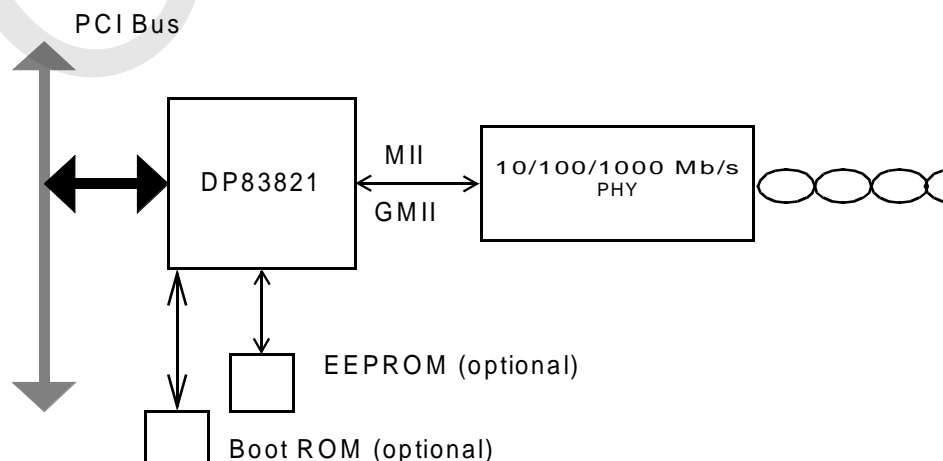 PCI Bus
DP83821
MII
GMII
10/100/1000 Mb/s
PHY
EEPROM (optional)
Boot ROM (optional)